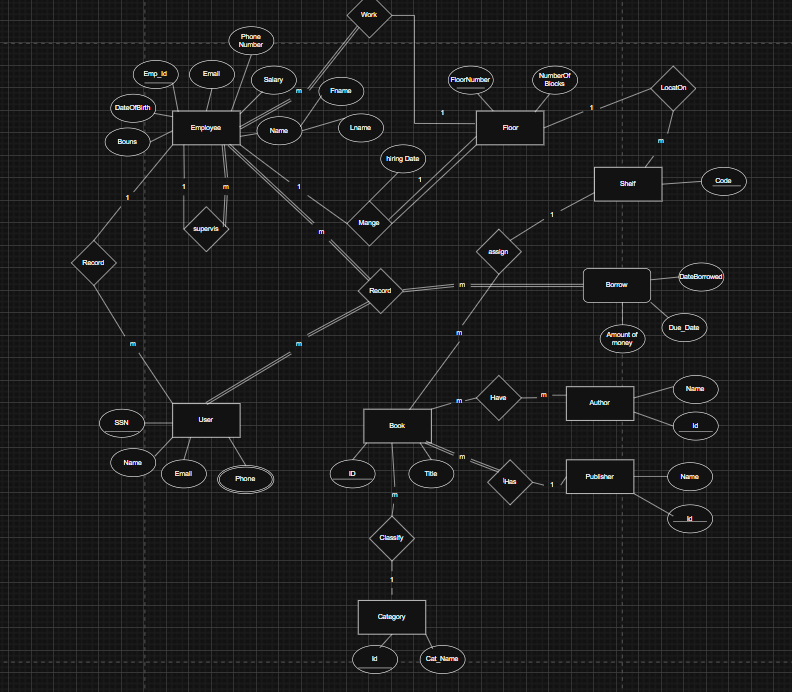 Work
Phone
Number
Emp_Id
Email
Salary
m
Fname
FloorNumber
NumberOf
Blocks
LocatOn
DateOfBirth
1
1
Employee
Name
Lname
Floor
Bouns
m
hiring Date
1
1
m
1
Shelf
Code
1
1
Mange
supervis
m
assign
Record
Record
m
Borrow
DateBorrowed
Due_Date
m
Amount of
money
m
m
Name
Have
m
m
Author
SSN
User
Book
Id
m
Name
Email
Phone
ID
Title
Has
1
Publisher
Name
m
Id
Classify
1
Category
Id
Cat_Name